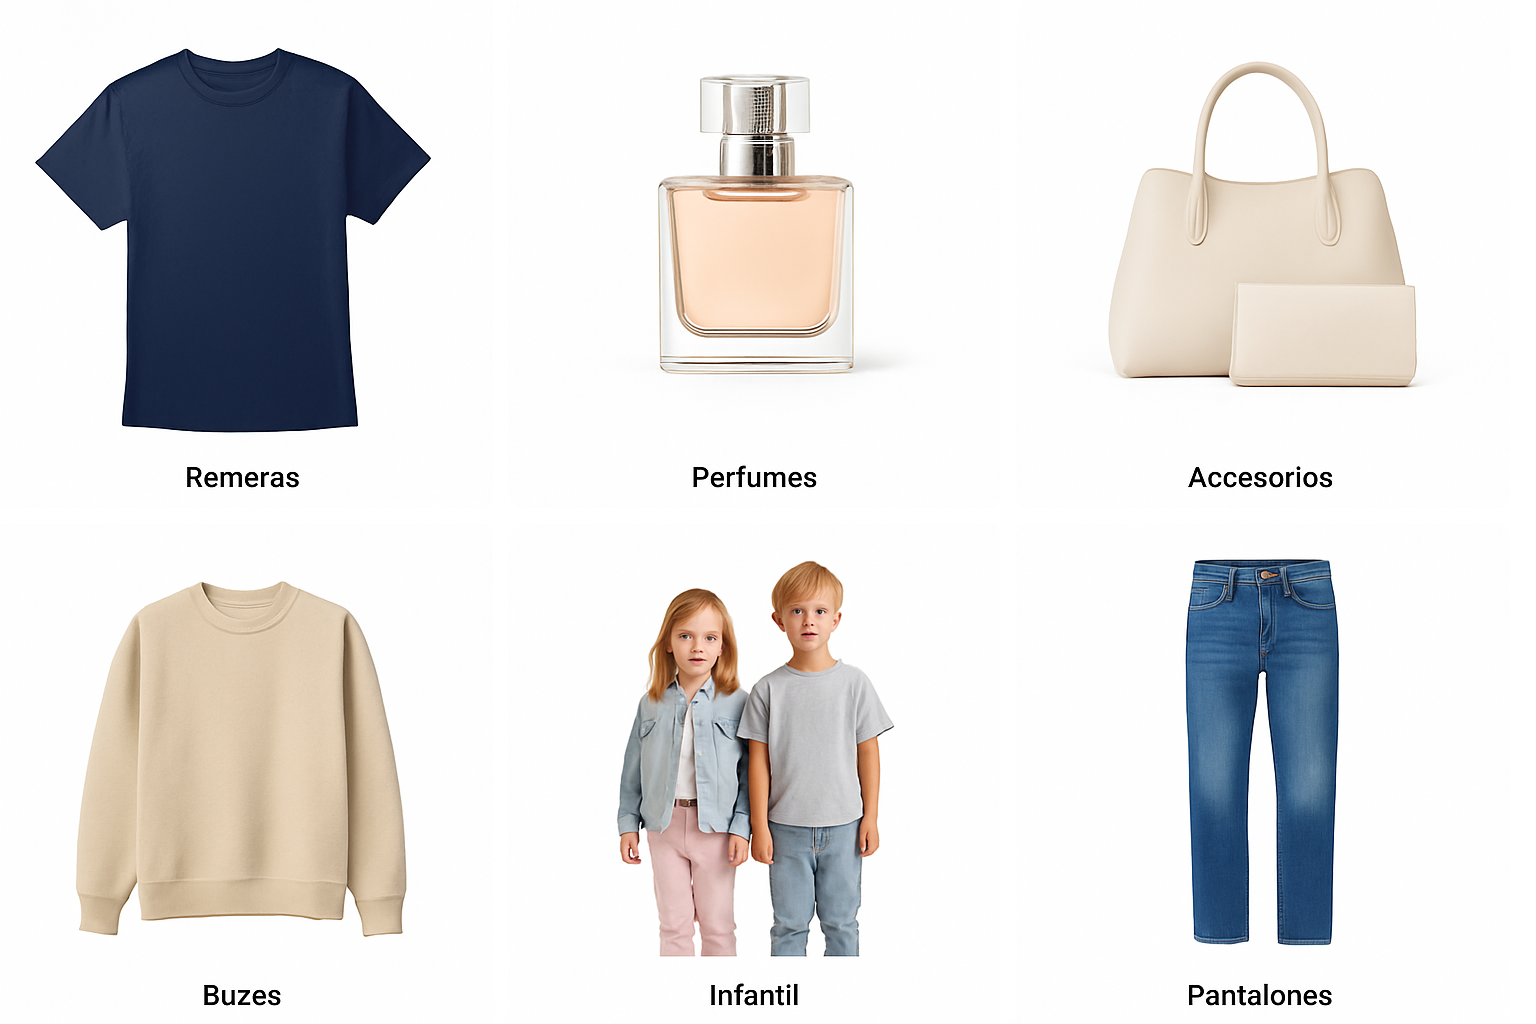 Remeras
Perfumes
Accesorios
Buzes
Infantil
Pantalones